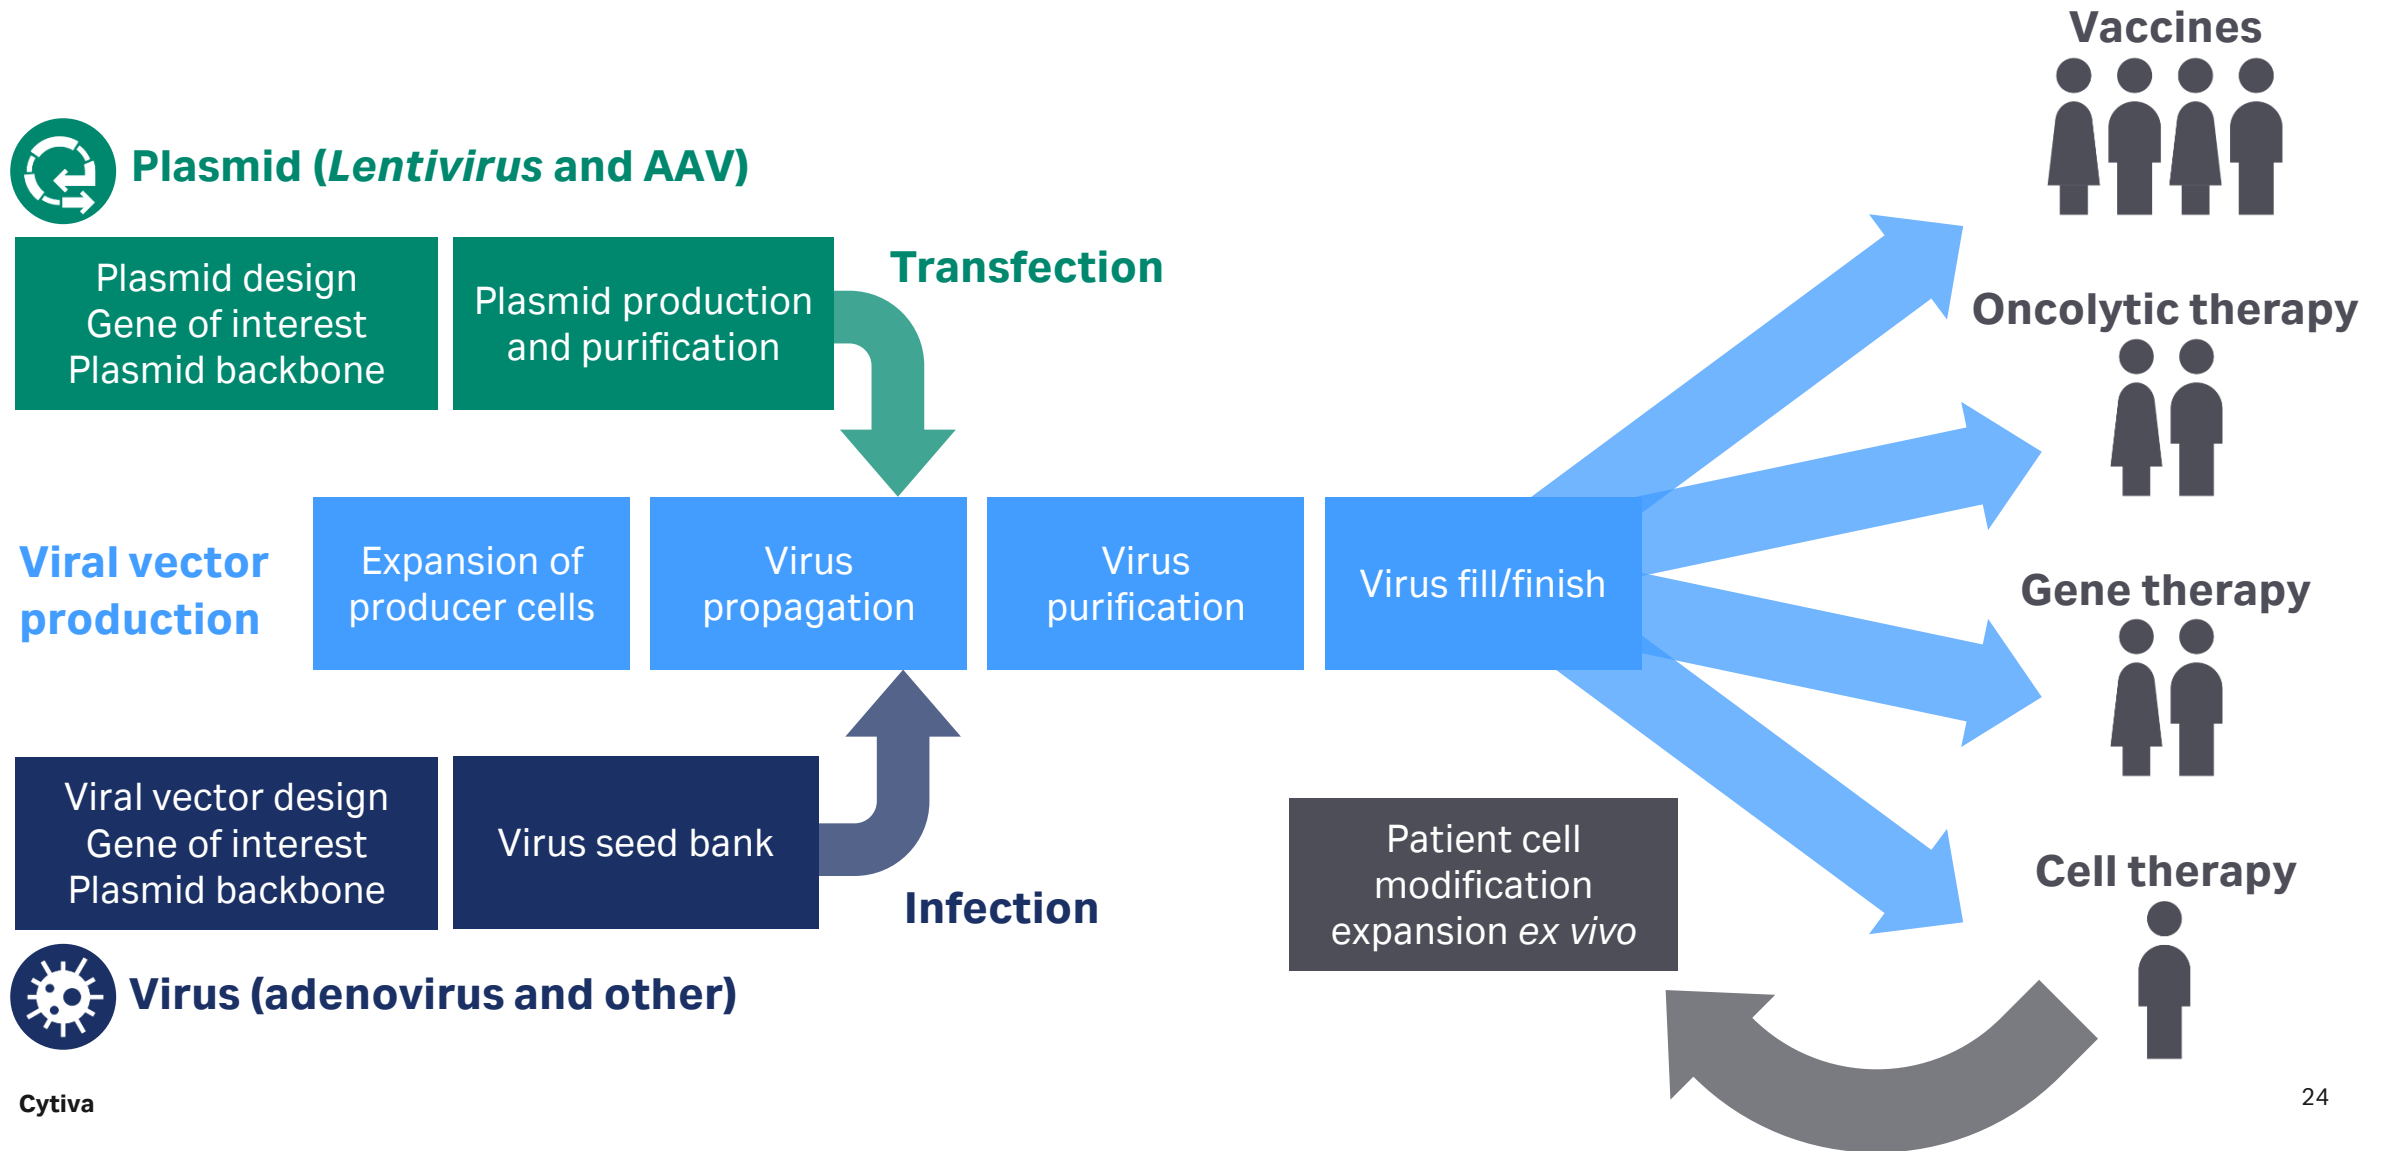 Vaccines
Plasmid (Lentivirus and AAV)
Plasmid design
Gene of interest
Plasmid backbone
Plasmid production
and purification
Transfection
Oncolytic therapy
Viral vector
production
Expansion of
producer cells
Virus
propagation
Virus
purification
Virus fill/finish
Gene therapy
Viral vector design
Gene of interest
Plasmid backbone
Virus seed bank
Infection
Patient cell
modification
expansion ex vivo
Cell therapy
Virus (adenovirus and other)
Cytiva
24